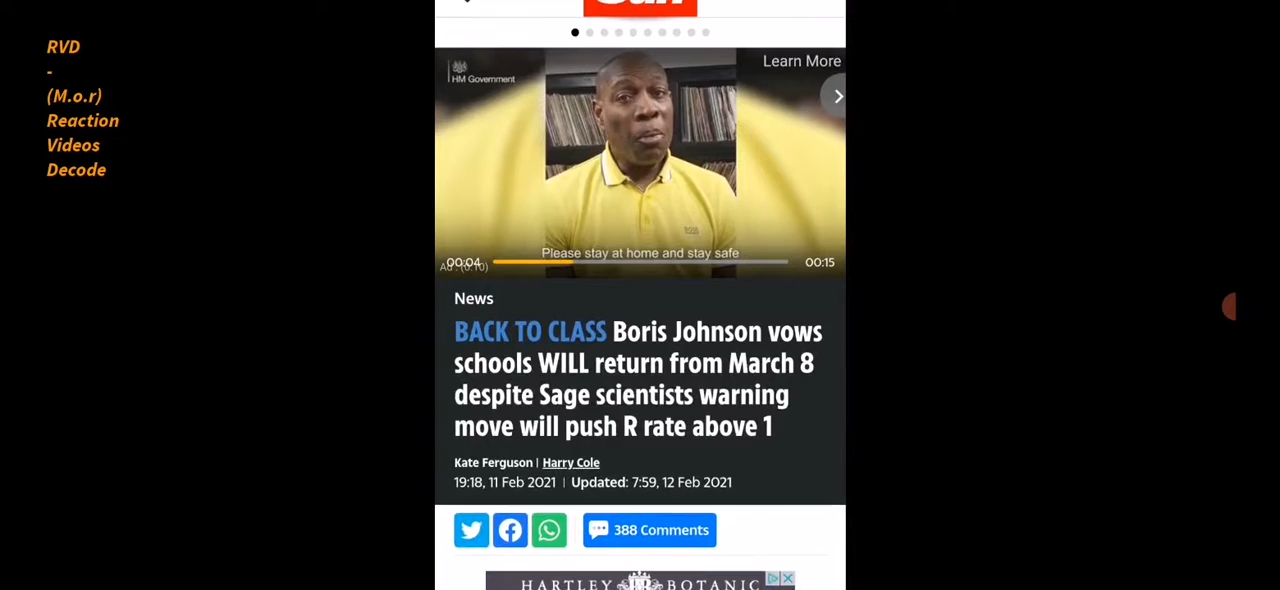 RVD
-
(M.o.r)
Reaction
Videos
Decode
Learn More
HM Government
Please stay at home and stay safe
00:04
00:15
Ad : (0:10)
News
BACK TO CLASS Boris Johnson vows
schools WILL return from March 8
despite Sage scientists warning
move will push R rate above 1
Kate Ferguson | Harry Cole
19:18, 11 Feb 2021 | Updated: 7:59, 12 Feb 2021
388 Comments
HARTLEY BOTANIC